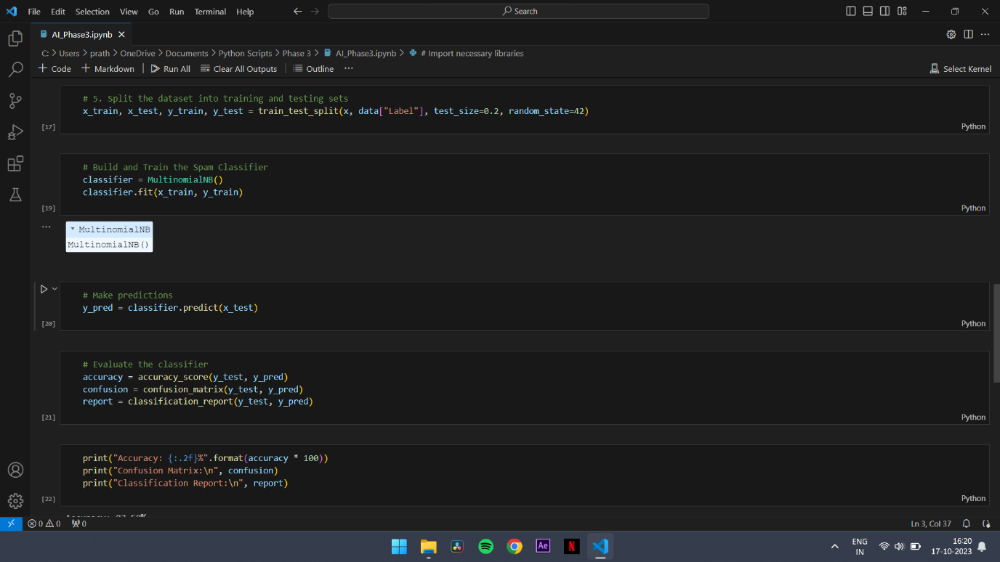 File Edit Selection View Go Run Terminal Help Search
AI_Phase3.ipynb
C: > Users > prath > OneDrive > Documents > Python Scripts > Phase 3 > AI_Phase3.ipynb > # Import necessary libraries
+ Code + Markdown Run All Clear All Outputs Outline ... Select Kernel
# 5. Split the dataset into training and testing sets
x_train, x_test, y_train, y_test = train_test_split(x, data["Label"], test_size=0.2, random_state=42)
[17] Python
# Build and Train the Spam Classifier
classifier = MultinomialNB()
classifier.fit(x_train, y_train)
[19] Python
... MultinomialNB
MultinomialNB()
# Make predictions
y_pred = classifier.predict(x_test)
[20] Python
# Evaluate the classifier
accuracy = accuracy_score(y_test, y_pred)
confusion = confusion_matrix(y_test, y_pred)
report = classification_report(y_test, y_pred)
[21] Python
print("Accuracy: {:.2f}%".format(accuracy * 100))
print("Confusion Matrix:\n", confusion)
print("Classification Report:\n", report)
[22] Python
0 0 0 Ln 3, Col 37
Ae N ENG 16:20
IN 17-10-2023